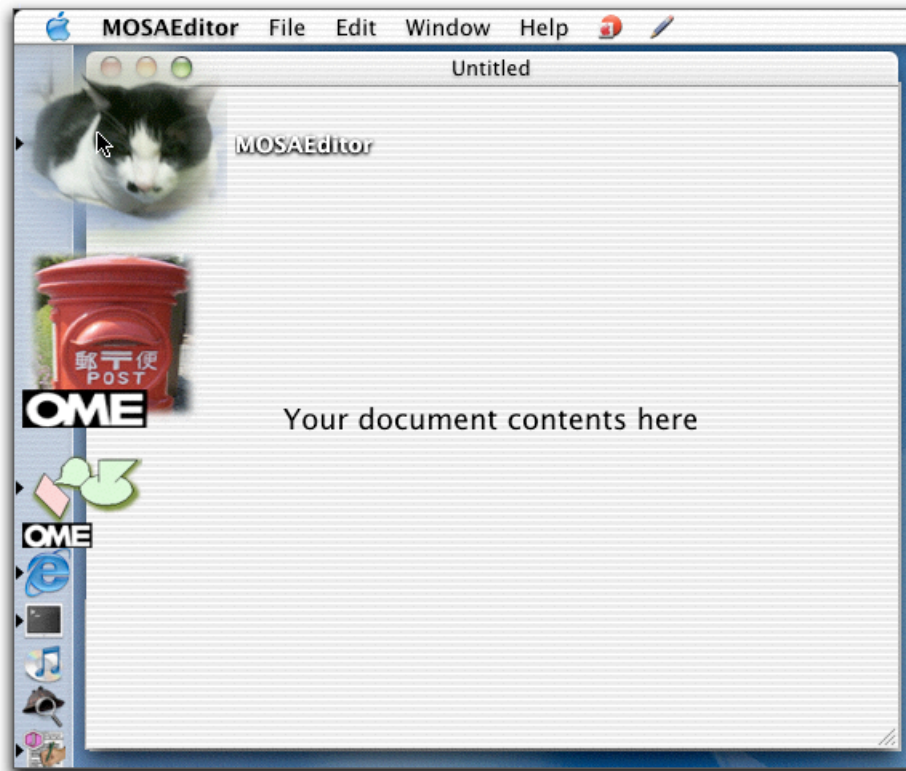 MOSAEditor File Edit Window Help
Untitled
MOSAEditor
郵〒便
POST
OME
Your document contents here
OME